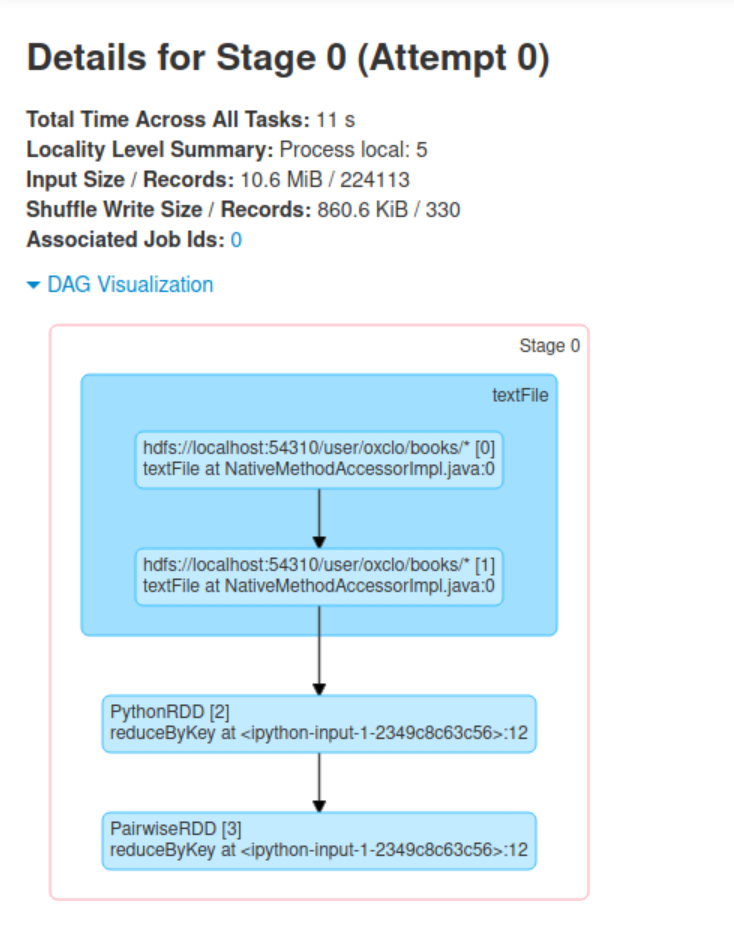 Details for Stage 0 (Attempt 0)
Total Time Across All Tasks: 11 s
Locality Level Summary: Process local: 5
Input Size / Records: 10.6 MiB / 224113
Shuffle Write Size / Records: 860.6 KiB / 330
Associated Job Ids: 0
DAG Visualization
Stage 0
textFile
hdfs://localhost:54310/user/oxclo/books/* [0]
textFile at NativeMethodAccessorImpl.java:0
hdfs://localhost:54310/user/oxclo/books/* [1]
textFile at NativeMethodAccessorImpl.java:0
PythonRDD [2]
reduceByKey at <ipython-input-1-2349c8c63c56>:12
PairwiseRDD [3]
reduceByKey at <ipython-input-1-2349c8c63c56>:12